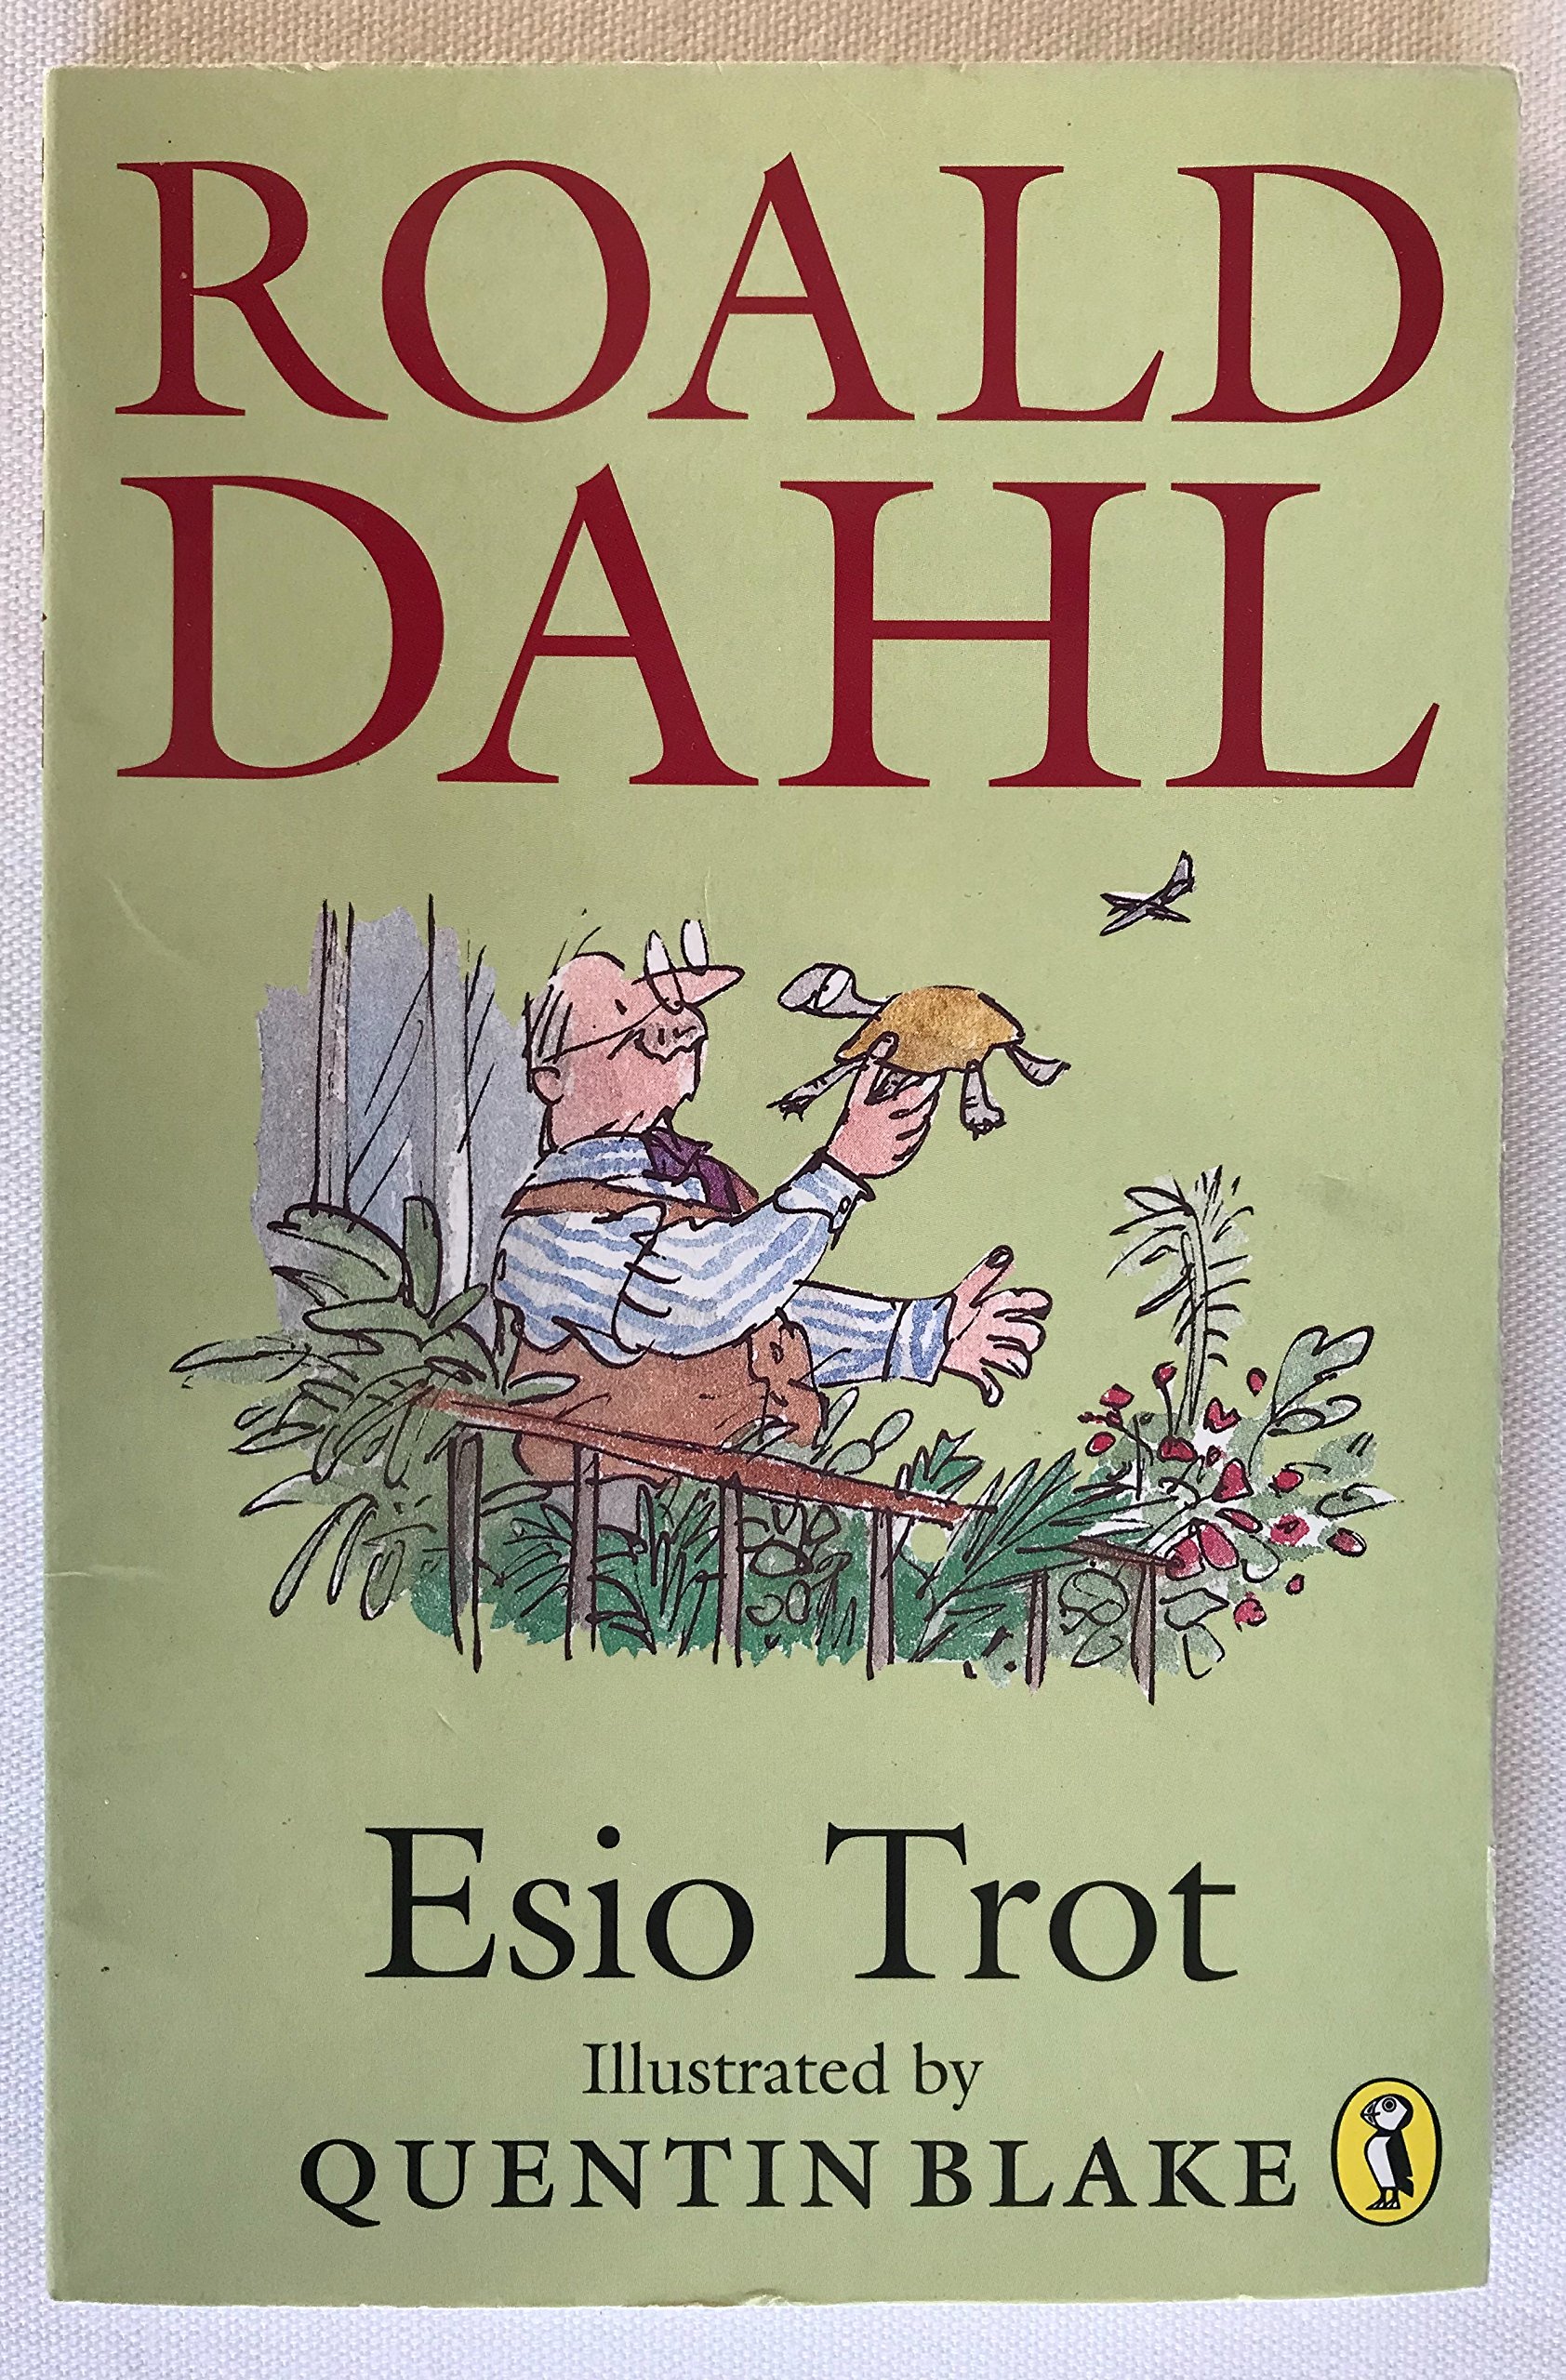 ROALD
DAHL
Esio Trot
Illustrated by
QUENTIN BLAKE